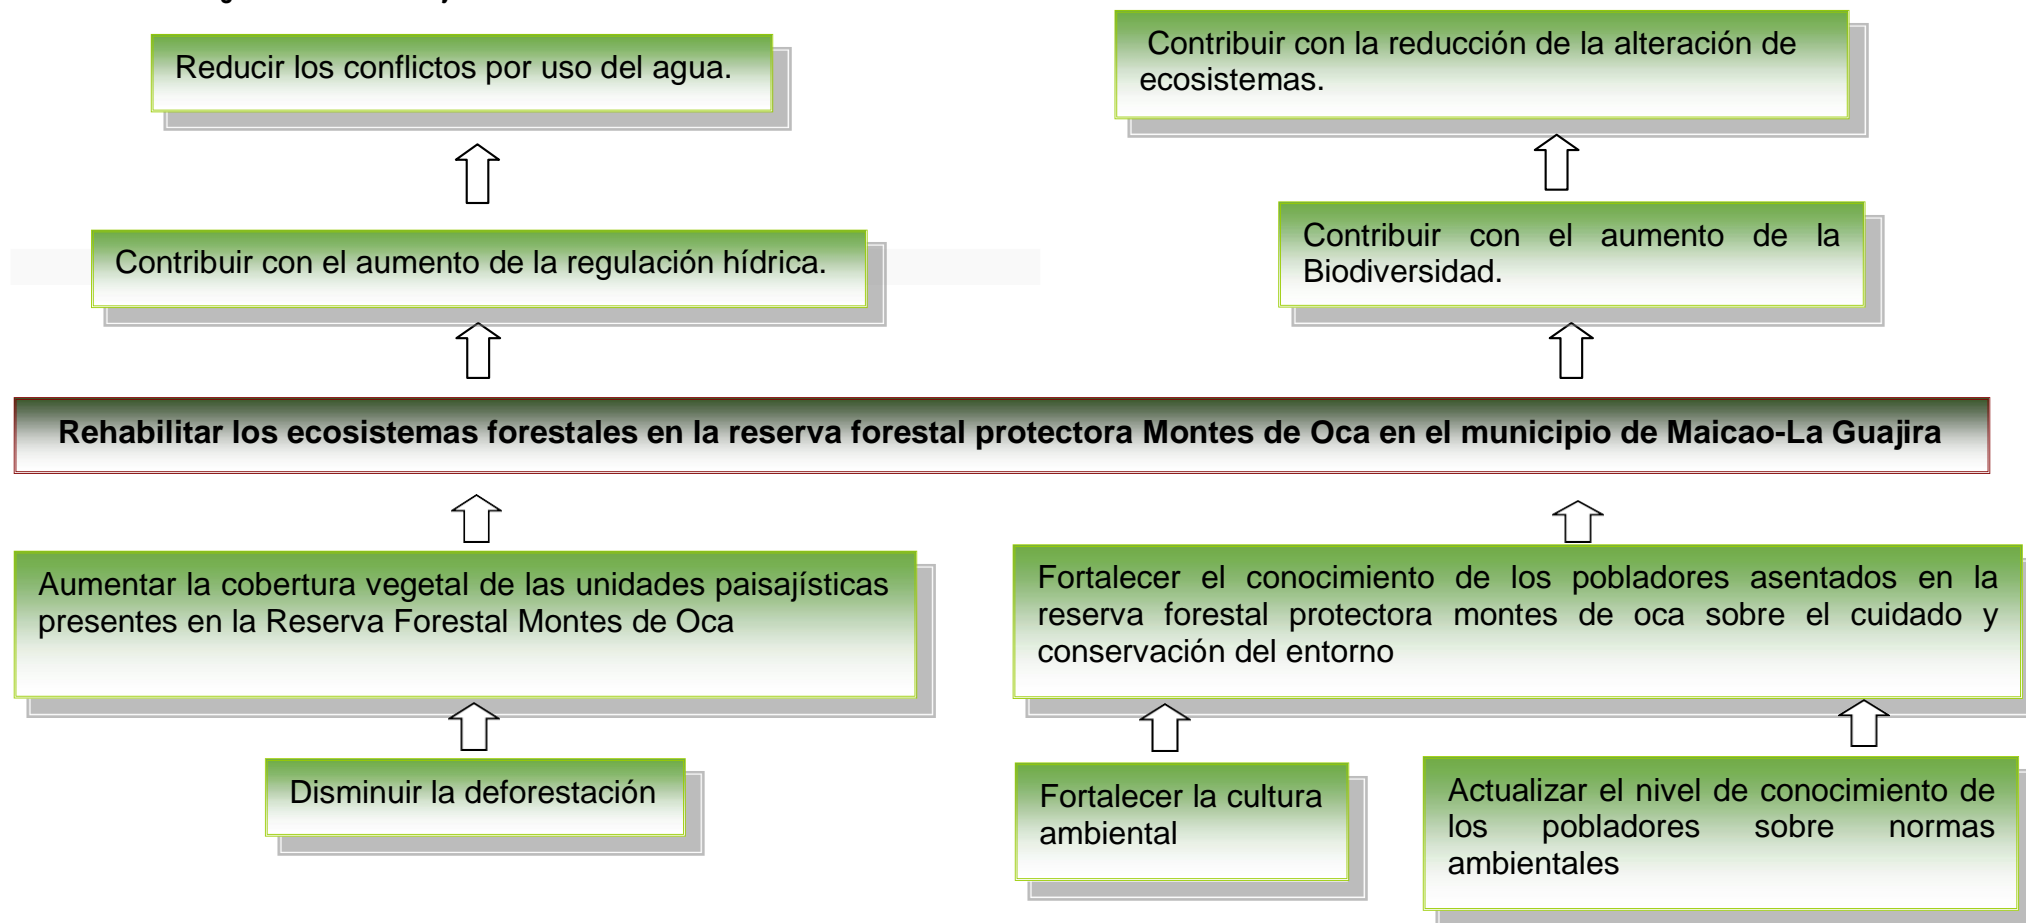 Reducir los conflictos por uso del agua.
Contribuir con la reducción de la alteración de
ecosistemas.
Contribuir con el aumento de la regulación hídrica.
Contribuir con el aumento de la
Biodiversidad.
Rehabilitar los ecosistemas forestales en la reserva forestal protectora Montes de Oca en el municipio de Maicao-La Guajira
Aumentar la cobertura vegetal de las unidades paisajísticas
presentes en la Reserva Forestal Montes de Oca
Fortalecer el conocimiento de los pobladores asentados en la
reserva forestal protectora montes de oca sobre el cuidado y
conservación del entorno
Disminuir la deforestación
Fortalecer la cultura
ambiental
Actualizar el nivel de conocimiento de
los pobladores sobre normas
ambientales